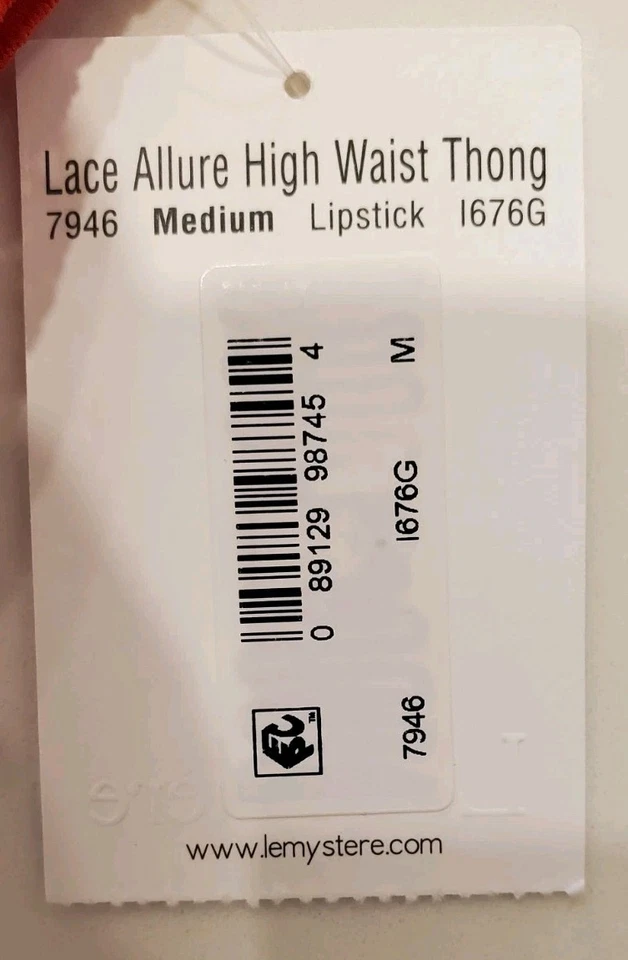 Lace Allure High Waist Thong
7946 Medium Lipstick I676G
0 89129 98745 4
7946 I676G M
www.lemystere.com